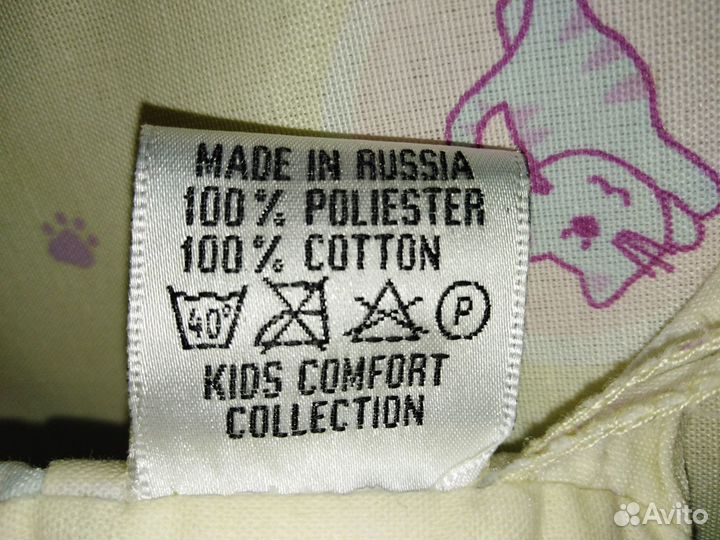 MADE IN RUSSIA
100% POLIESTER
100% COTTON
40° P
KIDS COMFORT
COLLECTION
Avito